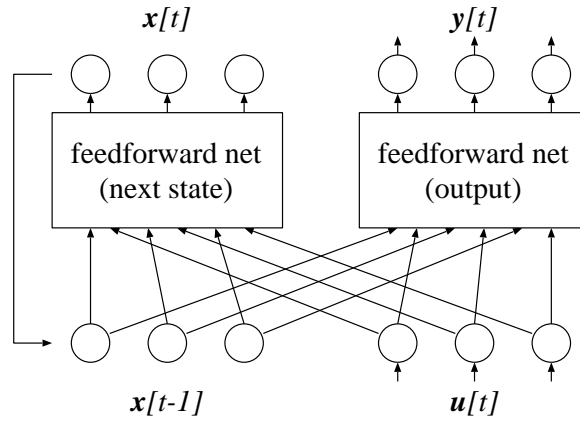 x[t]
y[t]
feedforward net
(next state)
feedforward net
(output)
x[t-1]
u[t]